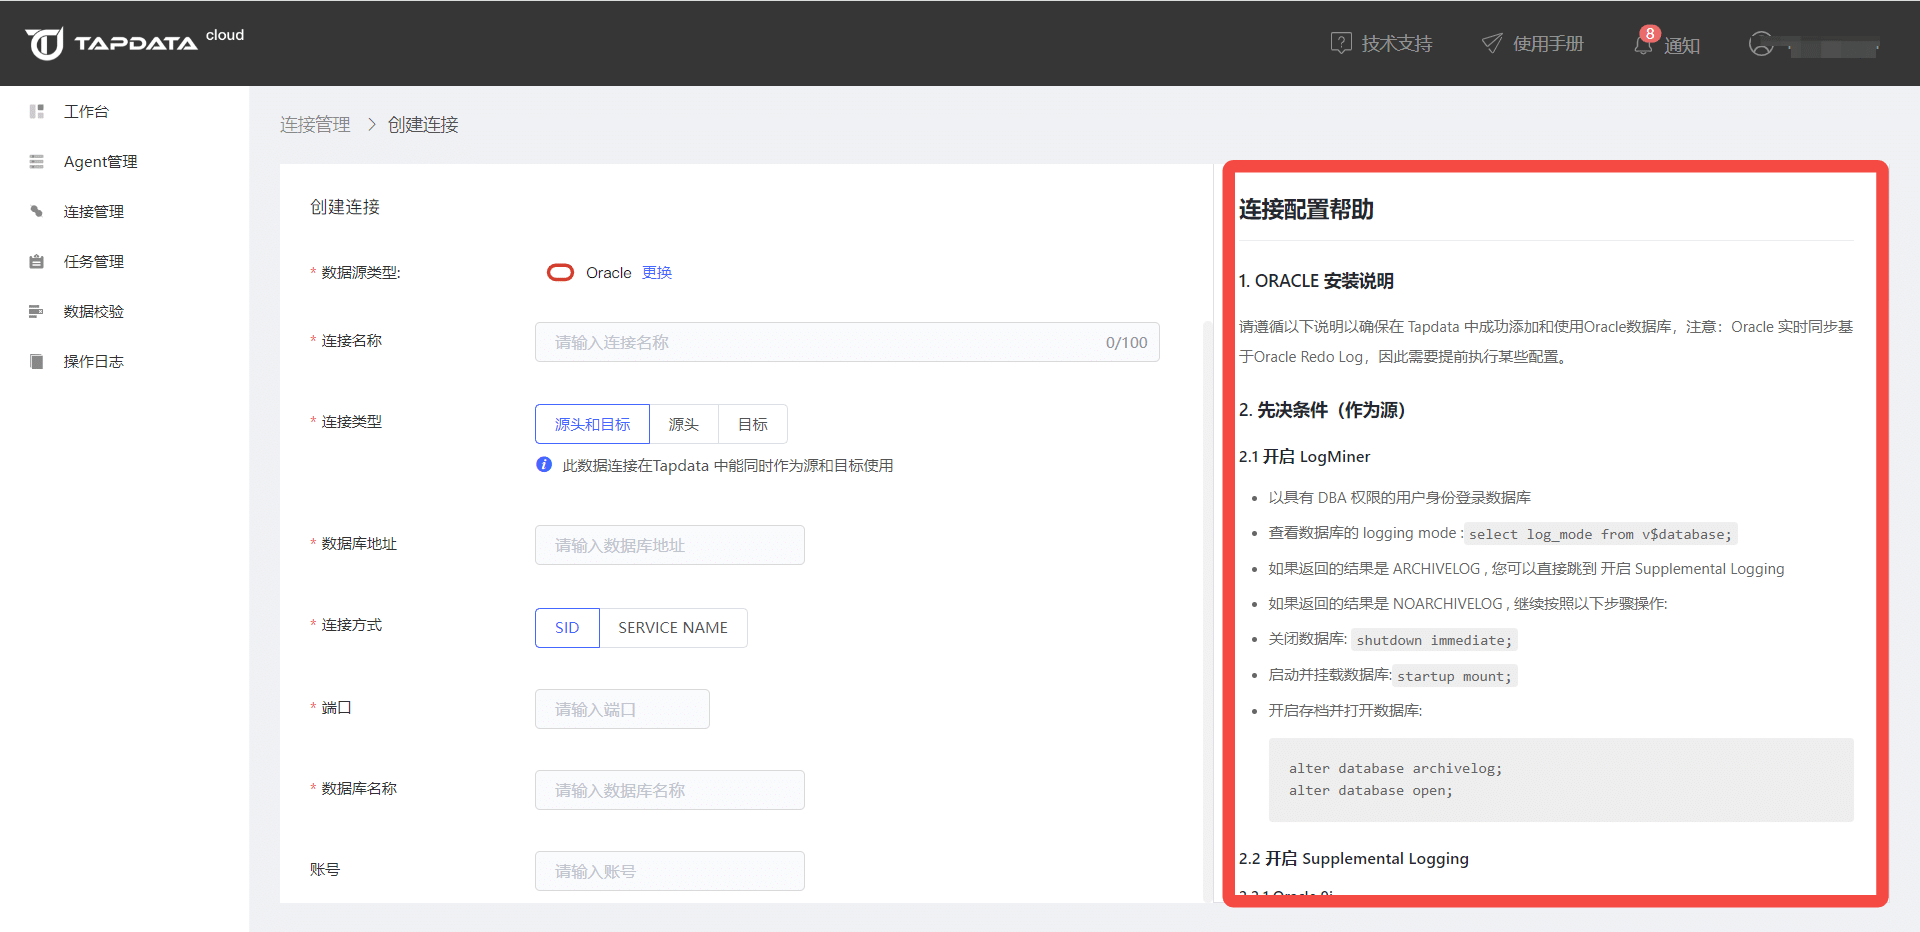 TAPDATA cloud
技术支持
使用手册
8
通知
工作台
Agent管理
连接管理
任务管理
数据校验
操作日志
连接管理 > 创建连接
创建连接
* 数据源类型:
Oracle 更换
* 连接名称
请输入连接名称
0/100
* 连接类型
源头和目标
源头
目标
此数据连接在Tapdata 中能同时作为源和目标使用
* 数据库地址
请输入数据库地址
* 连接方式
SID
SERVICE NAME
* 端口
请输入端口
* 数据库名称
请输入数据库名称
账号
请输入账号
连接配置帮助
1. ORACLE 安装说明
请遵循以下说明以确保在 Tapdata 中成功添加和使用Oracle数据库，注意：Oracle 实时同步基
于Oracle Redo Log，因此需要提前执行某些配置。
2. 先决条件（作为源）
2.1 开启 LogMiner
• 以具有 DBA 权限的用户身份登录数据库
• 查看数据库的 logging mode : select log_mode from v$database;
• 如果返回的结果是 ARCHIVELOG , 您可以直接跳到 开启 Supplemental Logging
• 如果返回的结果是 NOARCHIVELOG , 继续按照以下步骤操作:
• 关闭数据库: shutdown immediate;
• 启动并挂载数据库: startup mount;
• 开启存档并打开数据库:
alter database archivelog;
alter database open;
2.2 开启 Supplemental Logging
2.2.1 Oracle 9i